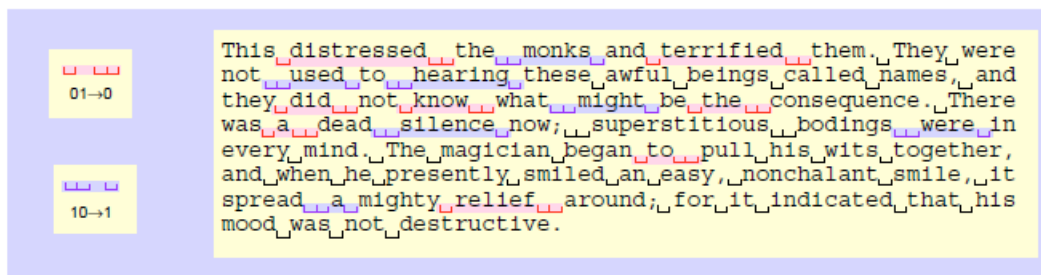 01→0
10→1
This distressed the monks and terrified them. They were
not used to hearing these awful beings called names, and
they did not know what might be the consequence. There
was a dead silence now; superstitious bodings were in
every mind. The magician began to pull his wits together,
and when he presently smiled an easy, nonchalant smile, it
spread a mighty relief around; for it indicated that his
mood was not destructive.